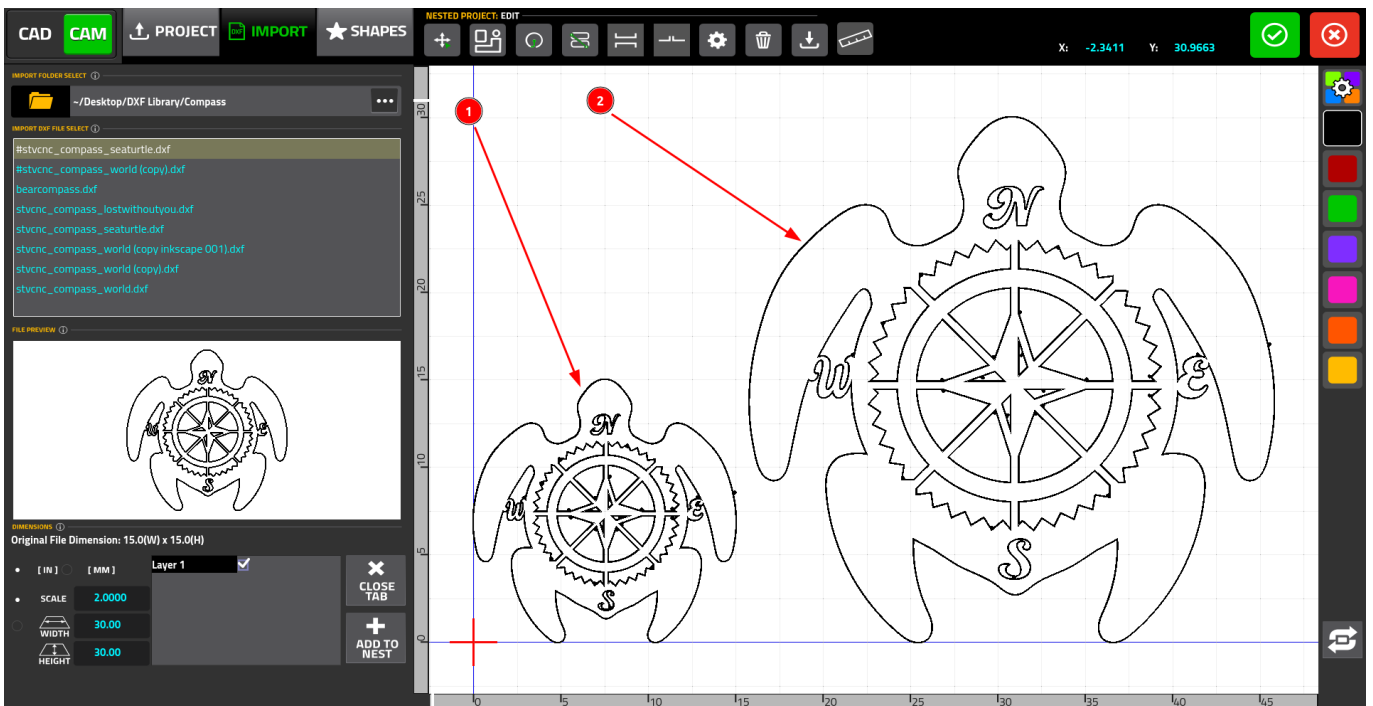 CAD CAM PROJECT DXF IMPORT SHAPES
NESTED PROJECT: EDIT
X: -2.3411 Y: 30.9663
IMPORT FOLDER SELECT
~/Desktop/DXF Library/Compass
IMPORT DXF FILE SELECT
#stvcnc_compass_seaturtle.dxf
#stvcnc_compass_world (copy).dxf
bearcompass.dxf
stvcnc_compass_lostwithoutyou.dxf
stvcnc_compass_seaturtle.dxf
stvcnc_compass_world (copy inkscape 001).dxf
stvcnc_compass_world (copy).dxf
stvcnc_compass_world.dxf
FILE PREVIEW
N
W E
S
DIMENSIONS
Original File Dimension: 15.0(W) x 15.0(H)
[ IN ] [ MM ]
SCALE 2.0000
WIDTH 30.00
HEIGHT 30.00
Layer 1
CLOSE
TAB
ADD TO
NEST
1
2
N
W E
S
N
W E
S
30
25
20
15
10
5
0
0 5 10 15 20 25 30 35 40 45